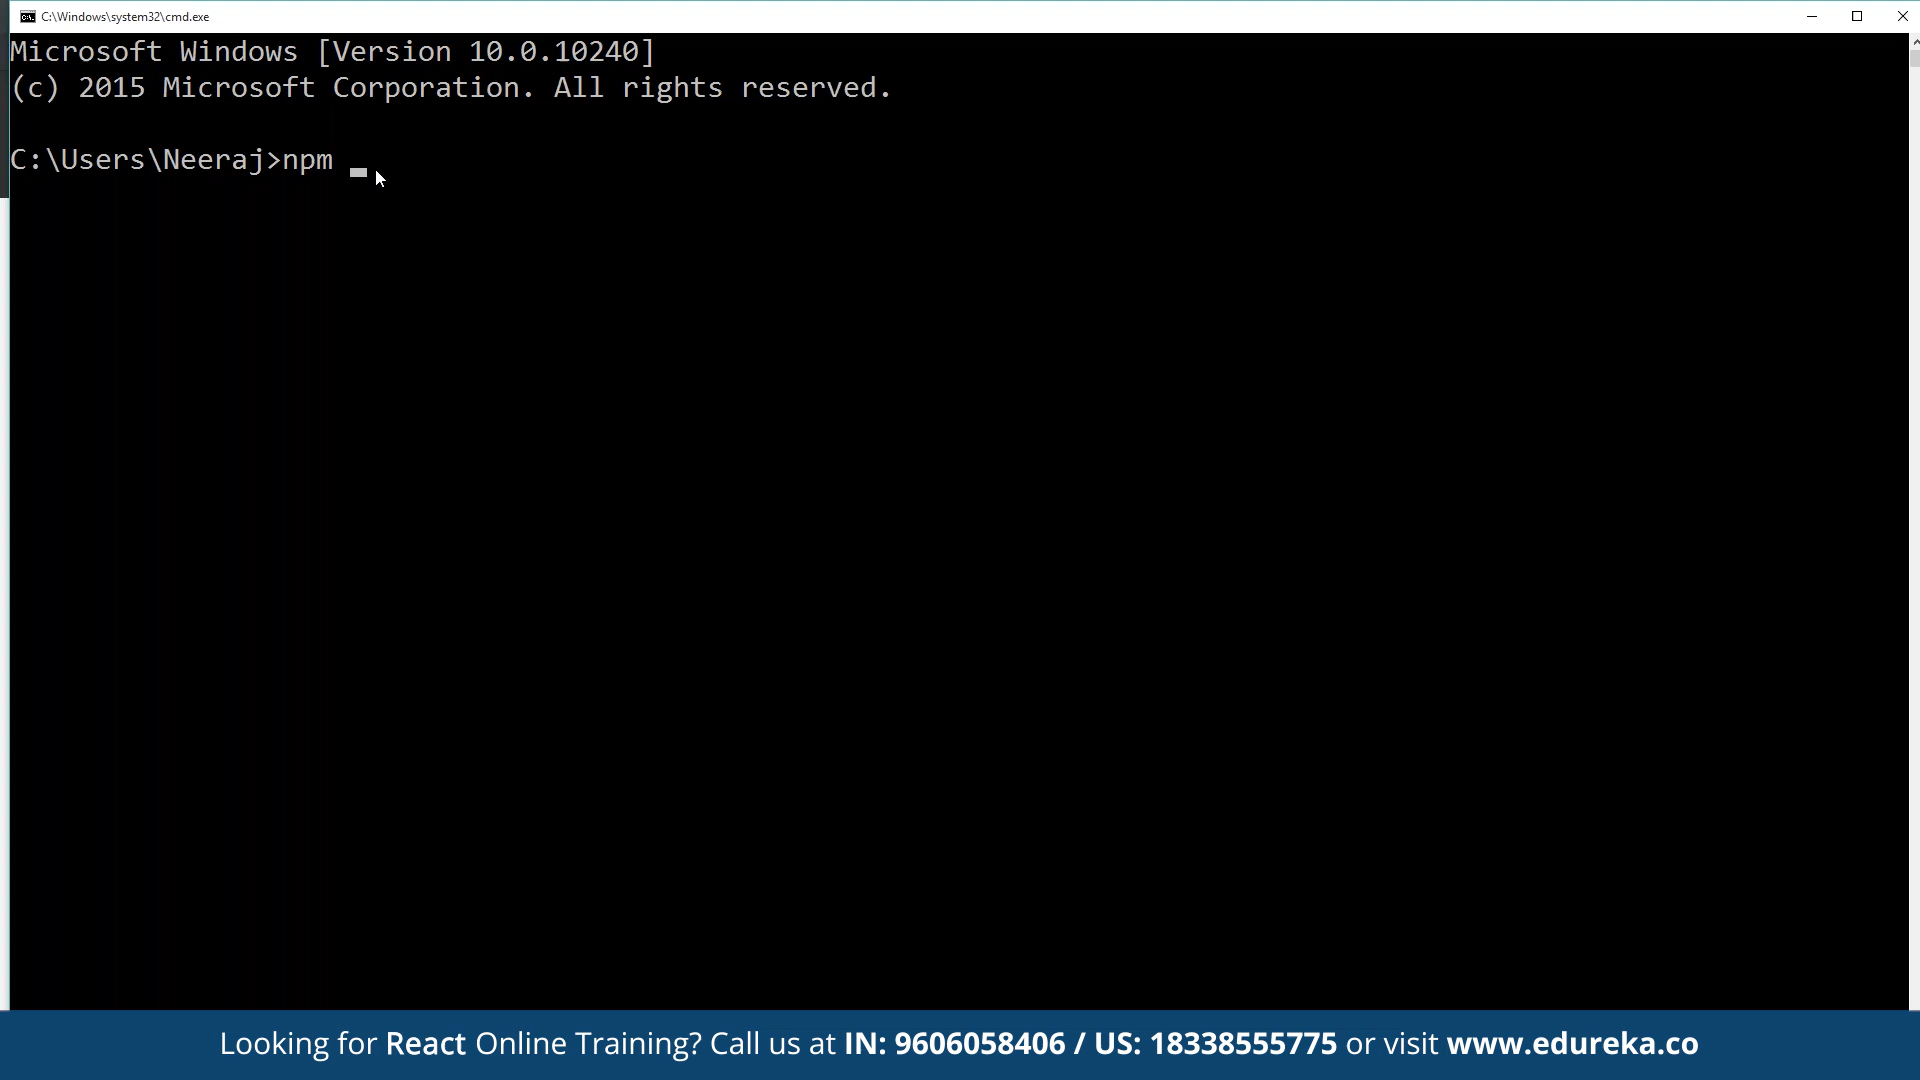 C:\Windows\system32\cmd.exe
Microsoft Windows [Version 10.0.10240]
(c) 2015 Microsoft Corporation. All rights reserved.
C:\Users\Neeraj>npm
Looking for React Online Training? Call us at IN: 9606058406 / US: 18338555775 or visit www.edureka.co